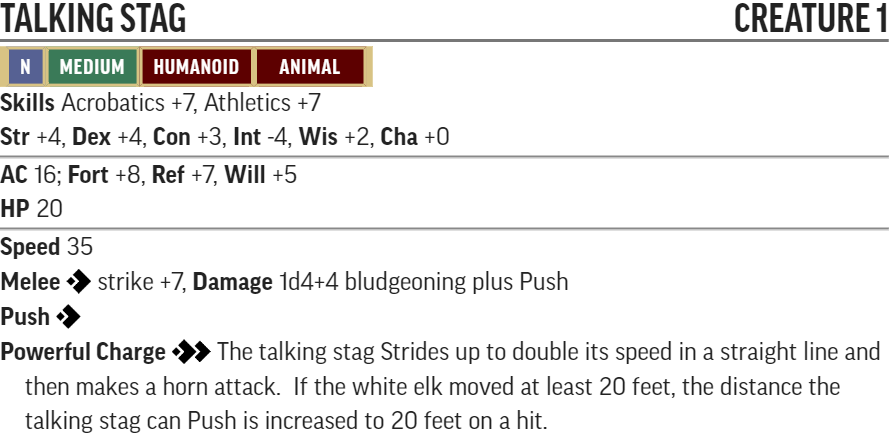 TALKING STAG CREATURE 1
N MEDIUM HUMANOID ANIMAL
Skills Acrobatics +7, Athletics +7
Str +4, Dex +4, Con +3, Int -4, Wis +2, Cha +0
AC 16; Fort +8, Ref +7, Will +5
HP 20
Speed 35
Melee strike +7, Damage 1d4+4 bludgeoning plus Push
Push
Powerful Charge The talking stag Strides up to double its speed in a straight line and
then makes a horn attack. If the white elk moved at least 20 feet, the distance the
talking stag can Push is increased to 20 feet on a hit.